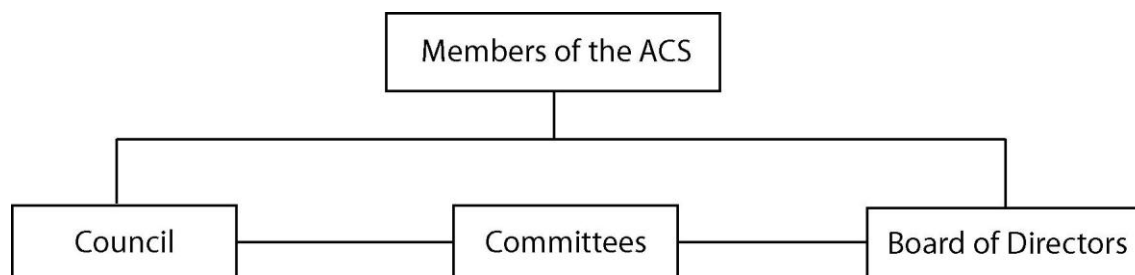 Members of the ACS
Council
Committees
Board of Directors